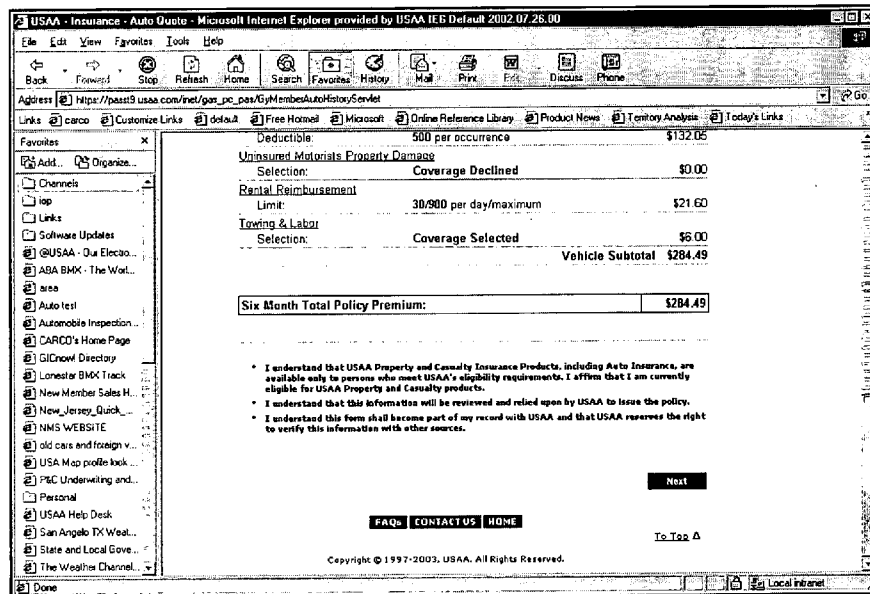 USAA - Insurance - Auto Quote - Microsoft Internet Explorer provided by USAA IEG Default 2002.07.26.00
File Edit View Favorites Tools Help
Back Forward Stop Refresh Home Search Favorites History Mail Print Edit Discuss Phone
Address https://passt9.usaa.com/inet/gas_pc_pas/GyMemberAutoHistoryServlet Go
Links carco Customize Links default Free Hotmail Microsoft Online Reference Library Product News Territory Analysis Today's Links
Favorites ×
Add... Organize...
Channels
iop
Links
Software Updates
@USAA - Our Electro...
ABA BMX - The Worl...
area
Auto test
Automobile Inspection...
CARCO's Home Page
GICnow! Directory
Lonestar BMX Track
New Member Sales H...
New_Jersey_Quick_...
NMS WEBSITE
old cars and foreign v...
USA Map profile look ...
P&C Underwriting and...
Personal
USAA Help Desk
San Angelo TX Weat...
State and Local Gove...
The Weather Channel...
Deductible: 500 per occurrence $132.05
Uninsured Motorists Property Damage
Selection: Coverage Declined $0.00
Rental Reimbursement
Limit: 30/900 per day/maximum $21.60
Towing & Labor
Selection: Coverage Selected $6.00
Vehicle Subtotal $284.49
Six Month Total Policy Premium: $284.49
• I understand that USAA Property and Casualty Insurance Products, including Auto Insurance, are
available only to persons who meet USAA's eligibility requirements. I affirm that I am currently
eligible for USAA Property and Casualty products.
• I understand that this information will be reviewed and relied upon by USAA to issue the policy.
• I understand this form shall become part of my record with USAA and that USAA reserves the right
to verify this information with other sources.
Next
FAQs CONTACT US HOME
To Top Δ
Copyright © 1997-2003, USAA. All Rights Reserved.
Done Local intranet